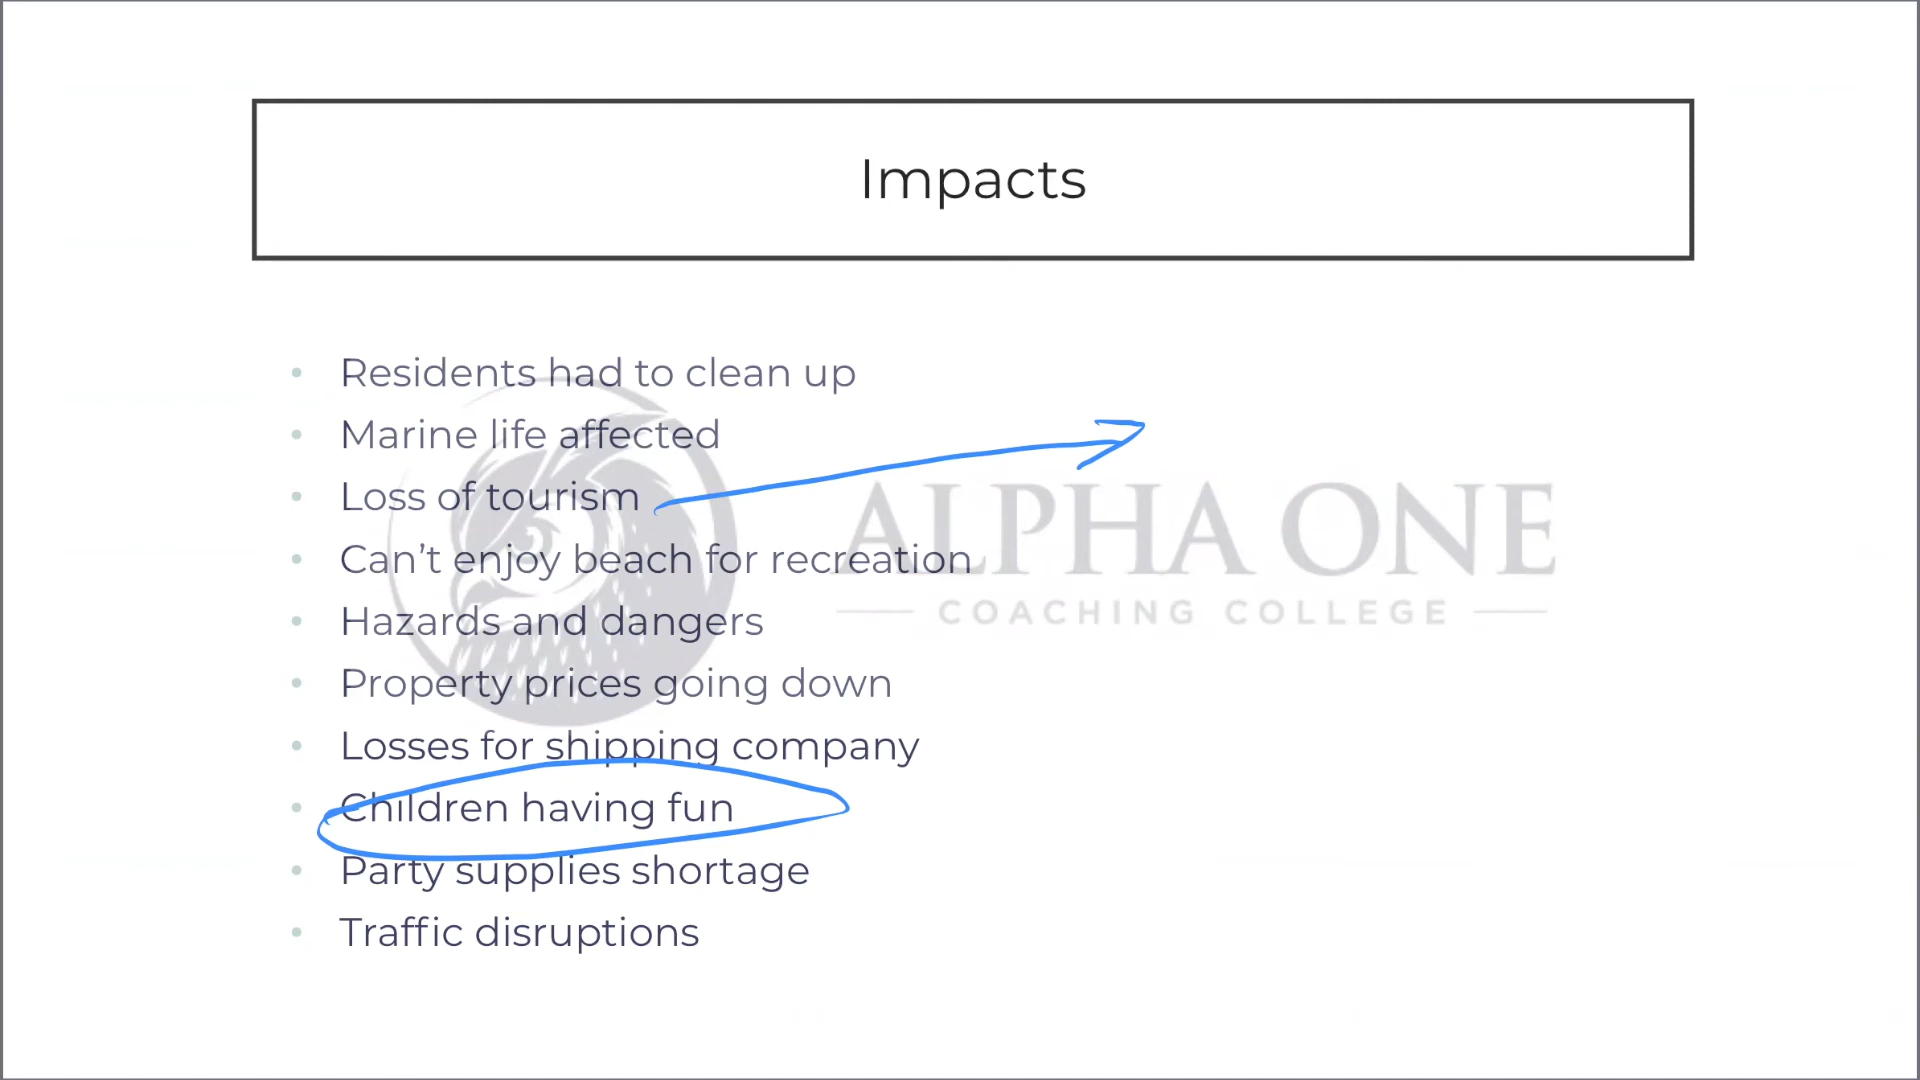 Impacts
• Residents had to clean up
• Marine life affected
• Loss of tourism
• Can’t enjoy beach for recreation
• Hazards and dangers
• Property prices going down
• Losses for shipping company
• Children having fun
• Party supplies shortage
• Traffic disruptions
ALPHA ONE
COACHING COLLEGE